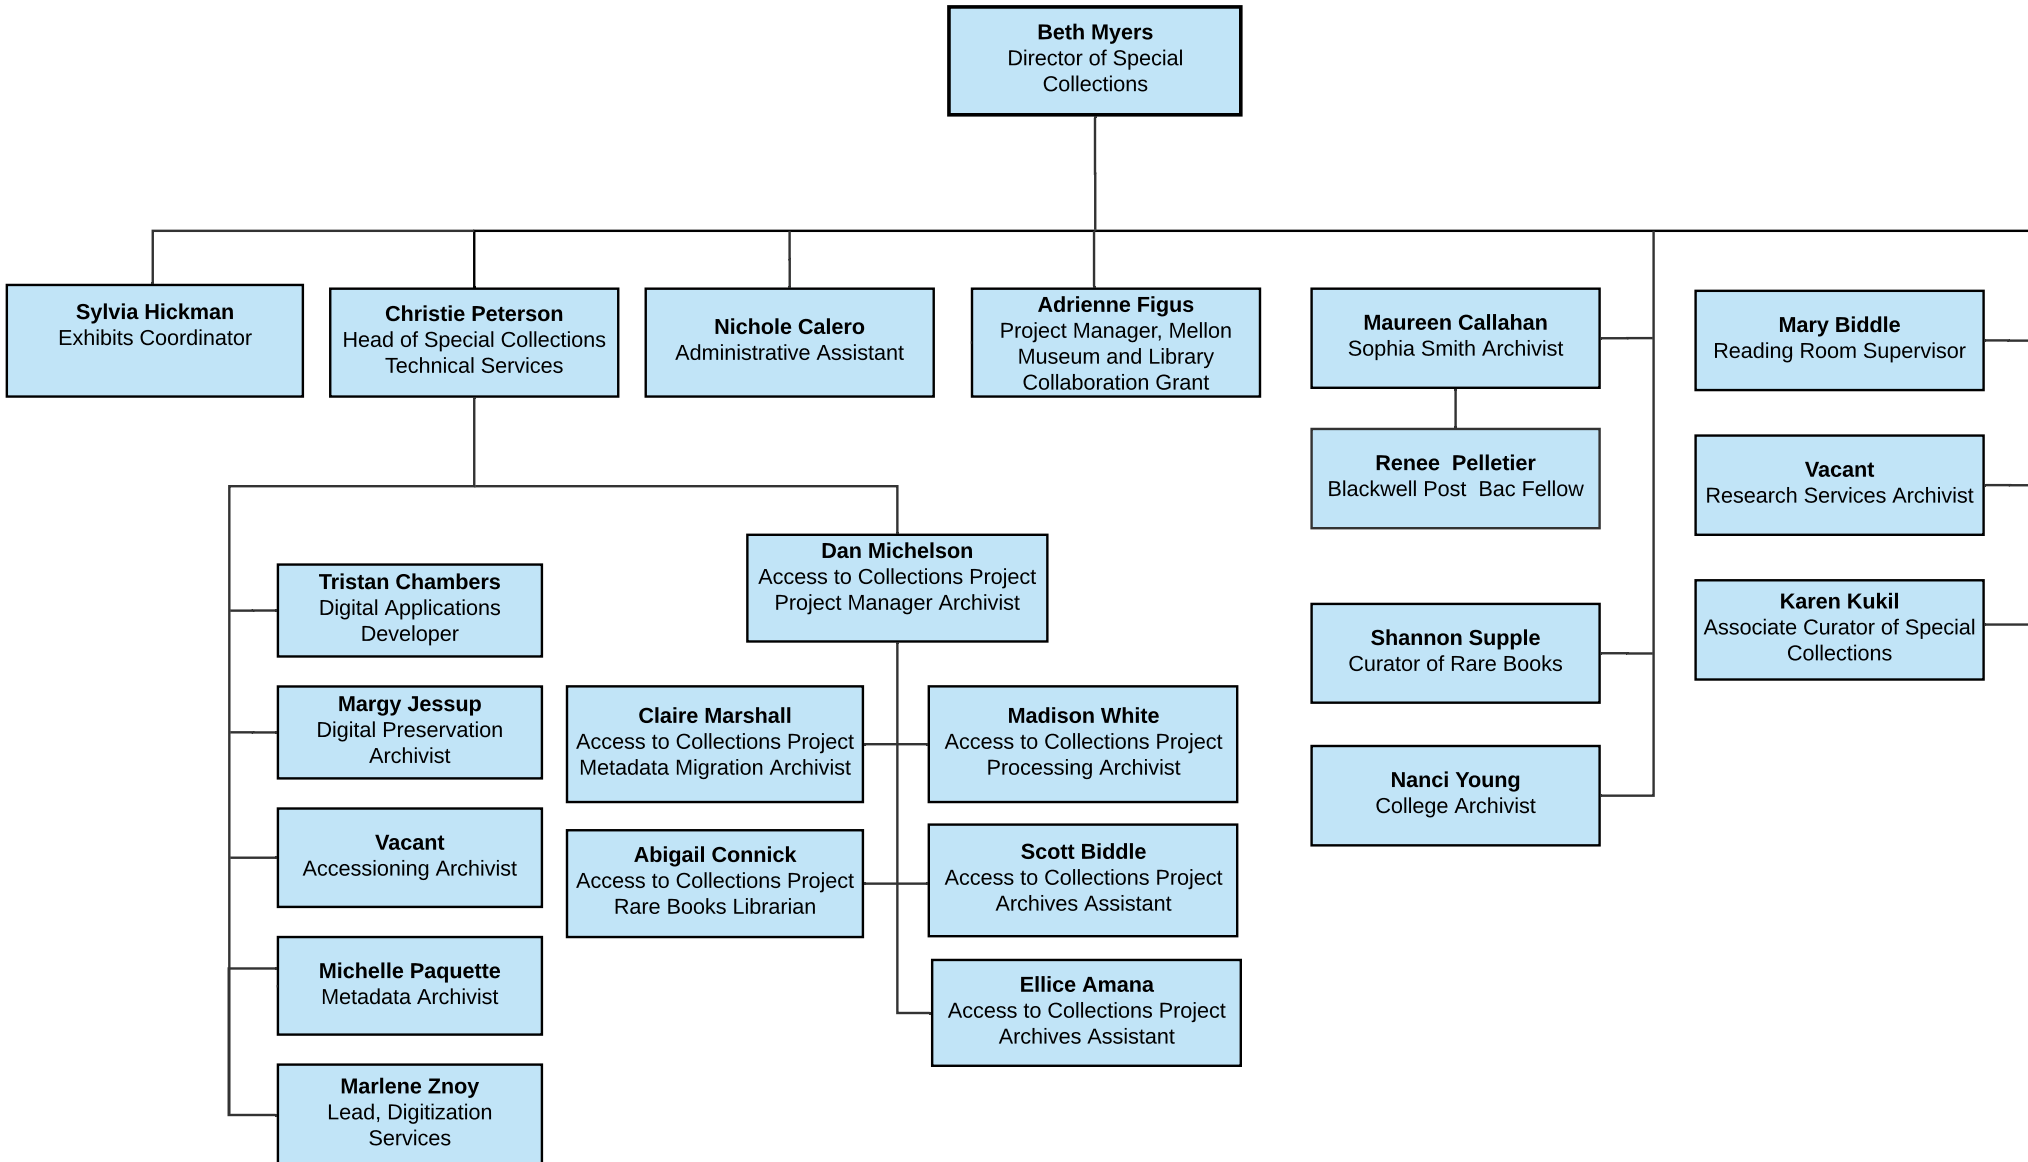 Beth Myers
Director of Special
Collections
Sylvia Hickman
Exhibits Coordinator
Christie Peterson
Head of Special Collections
Technical Services
Nichole Calero
Administrative Assistant
Adrienne Figus
Project Manager, Mellon
Museum and Library
Collaboration Grant
Maureen Callahan
Sophia Smith Archivist
Mary Biddle
Reading Room Supervisor
Renee  Pelletier
Blackwell Post  Bac Fellow
Vacant
Research Services Archivist
Dan Michelson
Access to Collections Project
Project Manager Archivist
Tristan Chambers
Digital Applications
Developer
Karen Kukil
Associate Curator of Special
Collections
Shannon Supple
Curator of Rare Books
Margy Jessup
Digital Preservation
Archivist
Claire Marshall
Access to Collections Project
Metadata Migration Archivist
Madison White
Access to Collections Project
Processing Archivist
Nanci Young
College Archivist
Vacant
Accessioning Archivist
Abigail Connick
Access to Collections Project
Rare Books Librarian
Scott Biddle
Access to Collections Project
Archives Assistant
Michelle Paquette
Metadata Archivist
Ellice Amana
Access to Collections Project
Archives Assistant
Marlene Znoy
Lead, Digitization
Services